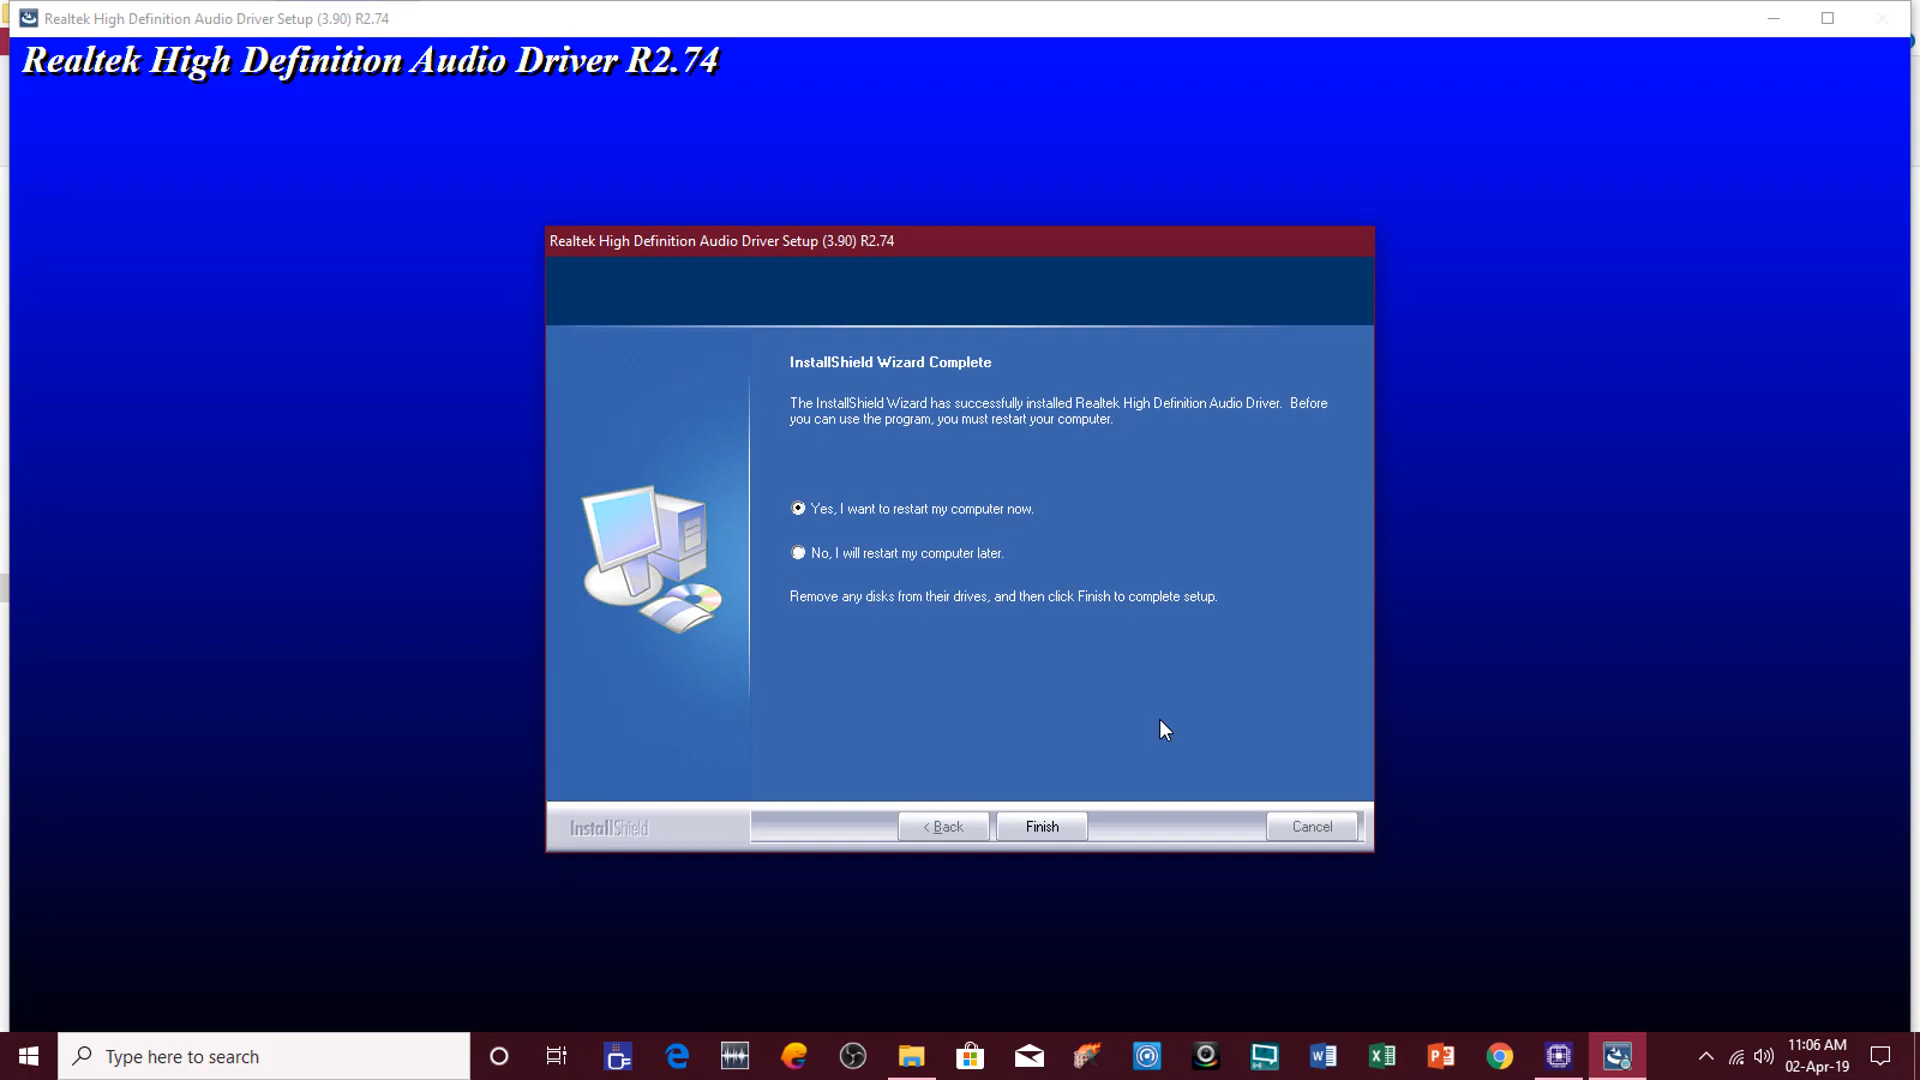 Realtek High Definition Audio Driver Setup (3.90) R2.74
Realtek High Definition Audio Driver R2.74
Realtek High Definition Audio Driver Setup (3.90) R2.74
InstallShield Wizard Complete
The InstallShield Wizard has successfully installed Realtek High Definition Audio Driver. Before
you can use the program, you must restart your computer.
Yes, I want to restart my computer now.
No, I will restart my computer later.
Remove any disks from their drives, and then click Finish to complete setup.
InstallShield
< Back
Finish
Cancel
Type here to search
11:06 AM
02-Apr-19